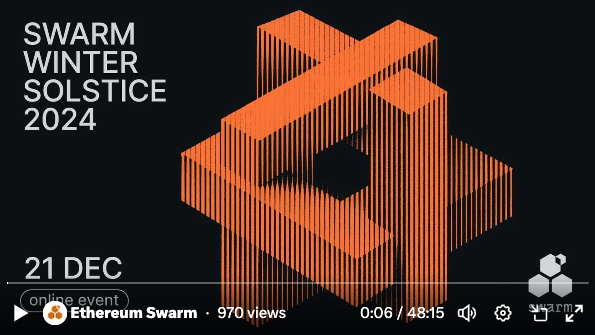 SWARM
WINTER
SOLSTICE
2024
21 DEC
online event
Ethereum Swarm · 970 views
0:06 / 48:15
swarm